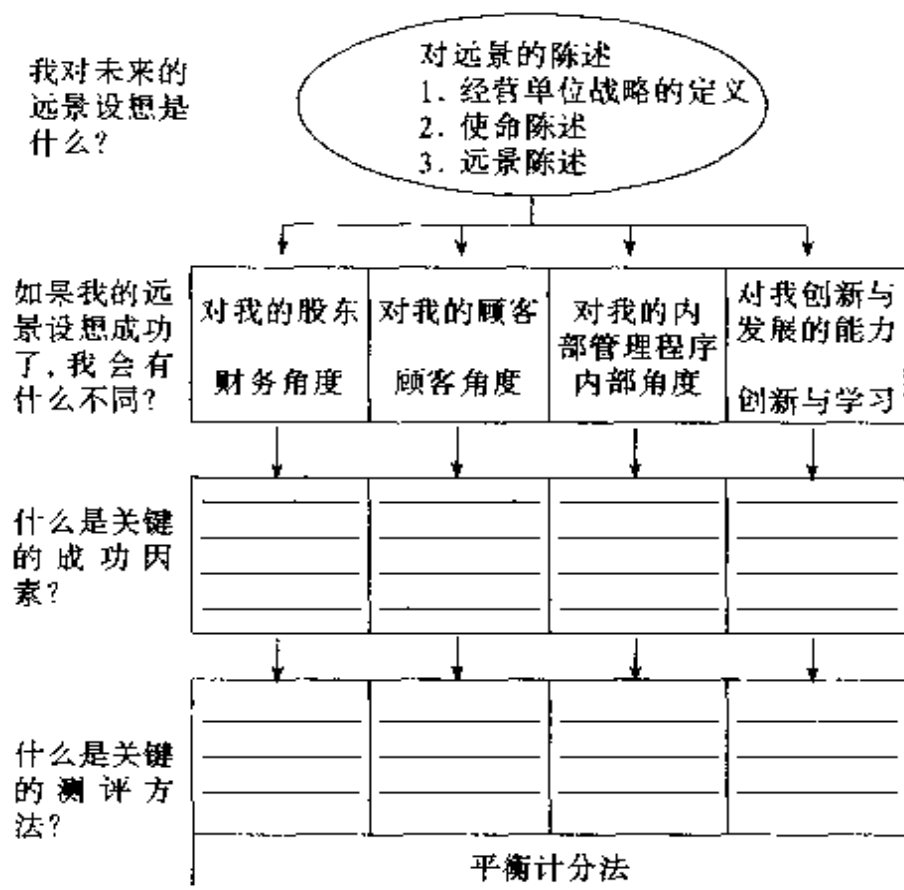 我对未来的
远景设想是
什么?
对远景的陈述
1. 经营单位战略的定义
2. 使命陈述
3. 远景陈述
如果我的远
景设想成功
了,我会有
什么不同?
对我的股东
财务角度
对我的顾客
顾客角度
对我的内
部管理程序
内部角度
对我创新与
发展的能力
创新与学习
什么是关键
的成功因
素?
什么是关键
的测评方
法?
平衡计分法